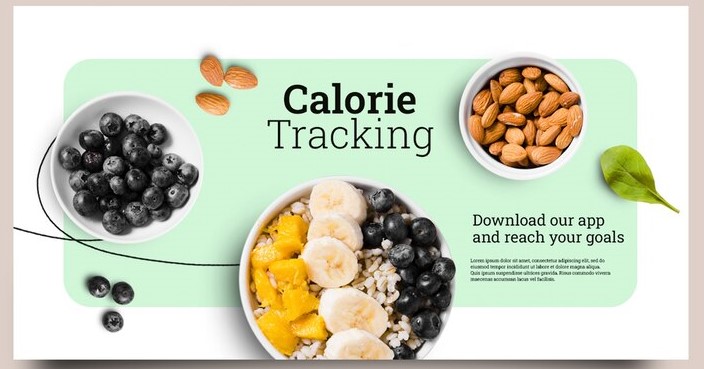 Calorie
Tracking
Download our app
and reach your goals
Lorem ipsum dolor sit amet, consectetur adipiscing elit, sed do
eiusmod tempor incididunt ut labore et dolore magna aliqua.
Quis ipsum suspendisse ultrices gravida. Risus commodo viverra
maecenas accumsan lacus vel facilisis.